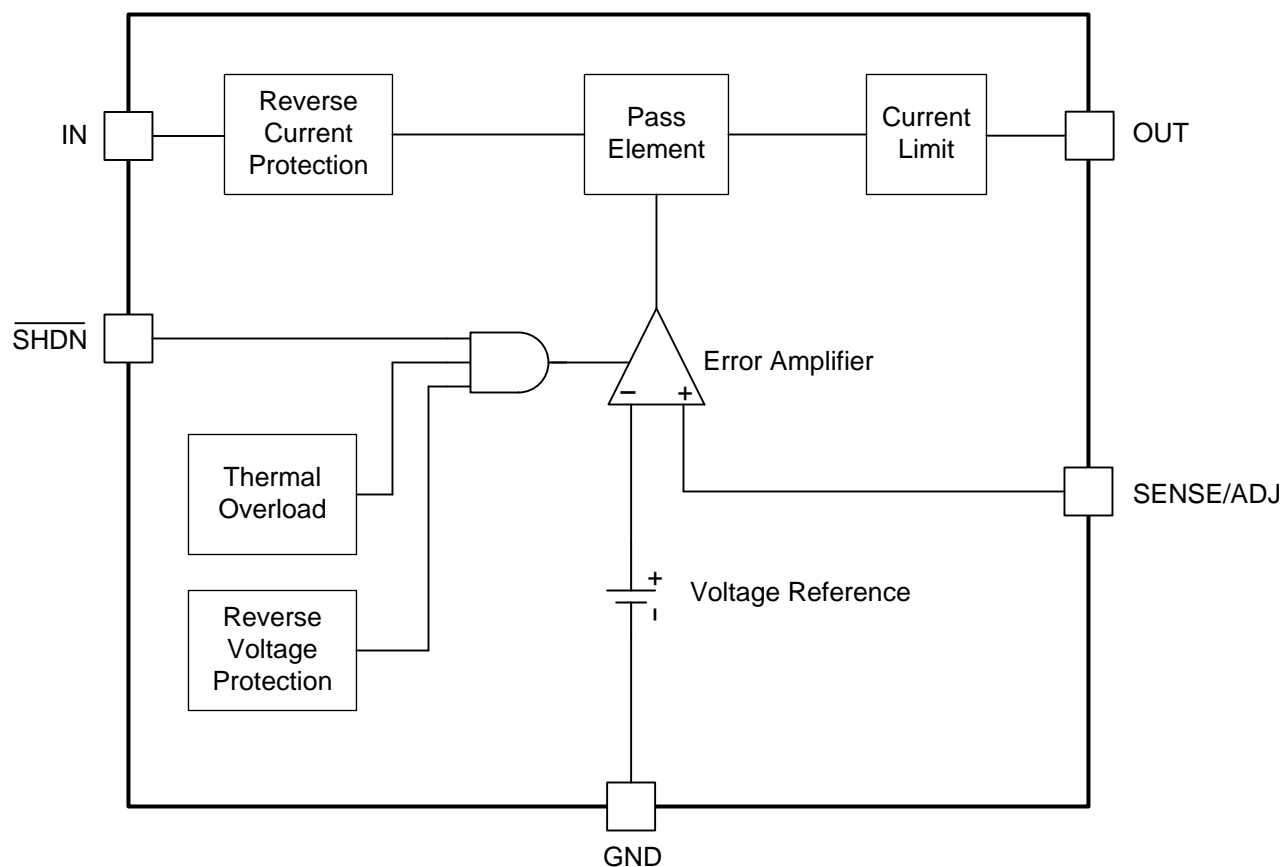 Reverse
Current
Protection
Pass
Element
Current
Limit
IN
OUT
SHDN
Error Amplifier
− +
Thermal
Overload
SENSE/ADJ
+
Voltage Reference
−
Reverse
Voltage
Protection
GND